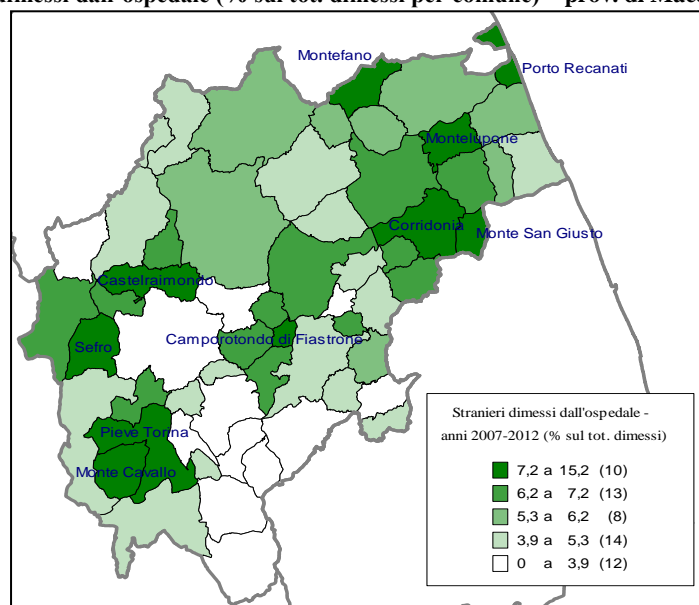 dimessi dall'ospedale (% sul tot. dimessi per comune) – prov. di
Montefano
Porto Recanati
Montelupone
Corridonia
Monte San Giusto
Castelraimondo
Camporotondo di Fiastrone
Sefro
Pieve Torina
Monte Cavallo
Stranieri dimessi dall'ospedale -
anni 2007-2012 (% sul tot. dimessi)
7,2 a 15,2 (10)
6,2 a 7,2 (13)
5,3 a 6,2 (8)
3,9 a 5,3 (14)
0 a 3,9 (12)